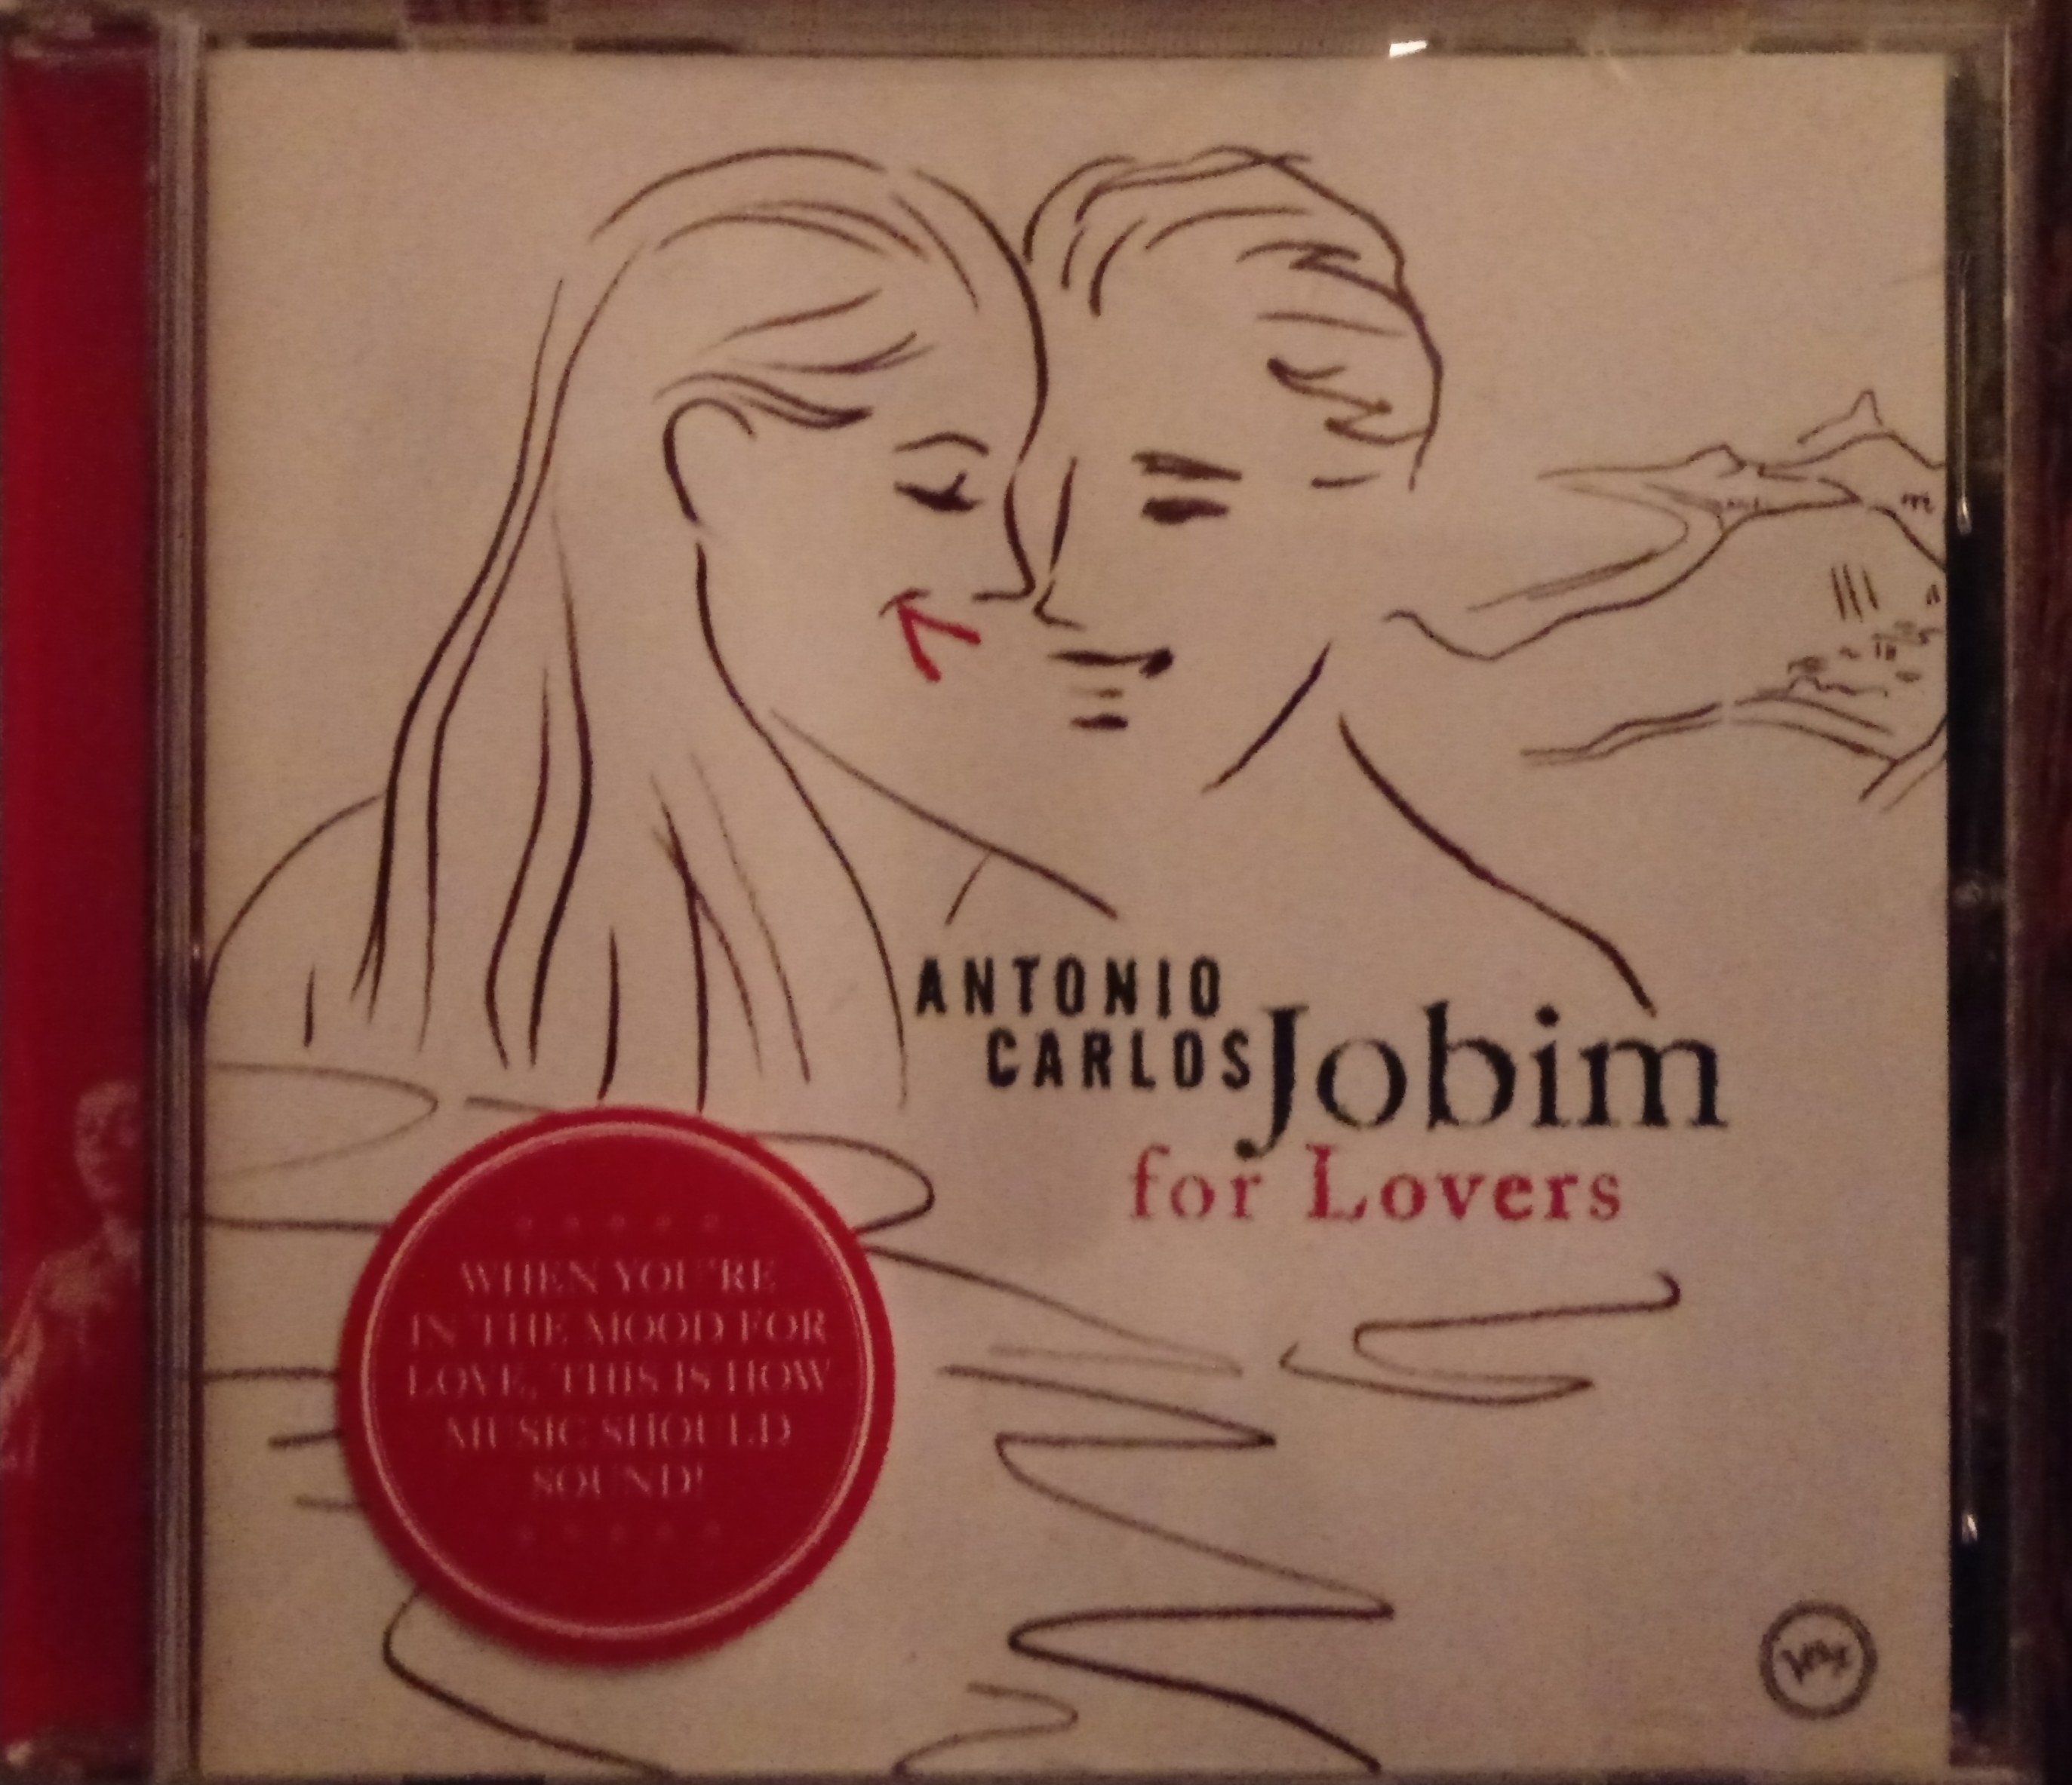 ANTONIO
CARLOS Jobim
for Lovers
WHEN YOU'RE
IN THE MOOD FOR
LOVE, THIS IS HOW
MUSIC SHOULD
SOUND!
Verve